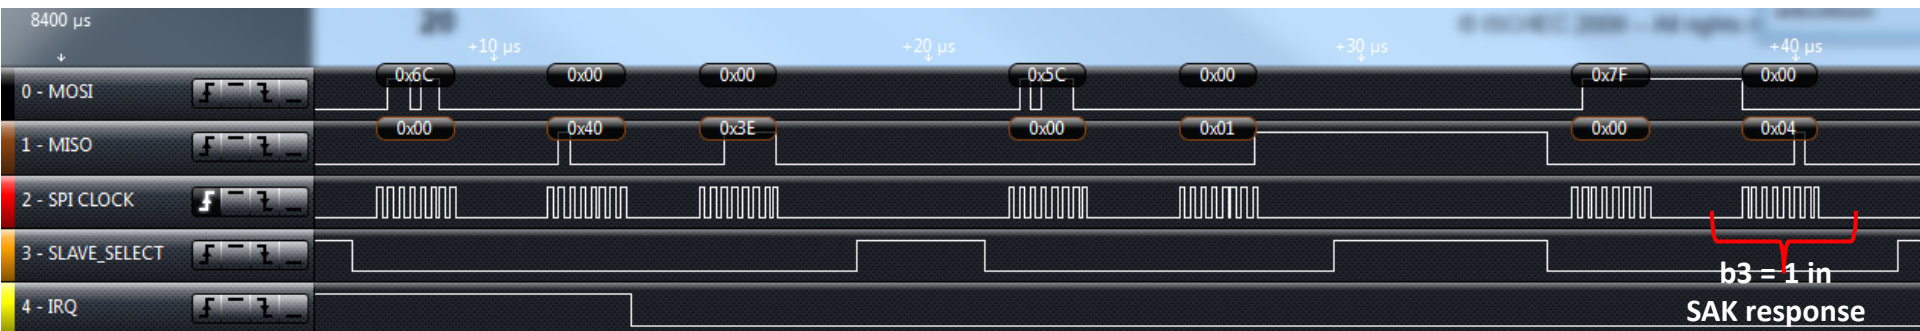 8400 µs
20
+10 µs
+20 µs
+30 µs
+40 µs
0 - MOSI
0x6C 0x00 0x00 0x5C 0x00 0x7F 0x00
1 - MISO
0x00 0x40 0x3E 0x00 0x01 0x00 0x04
2 - SPI CLOCK
3 - SLAVE_SELECT
b3 = 1 in
4 - IRQ
SAK response